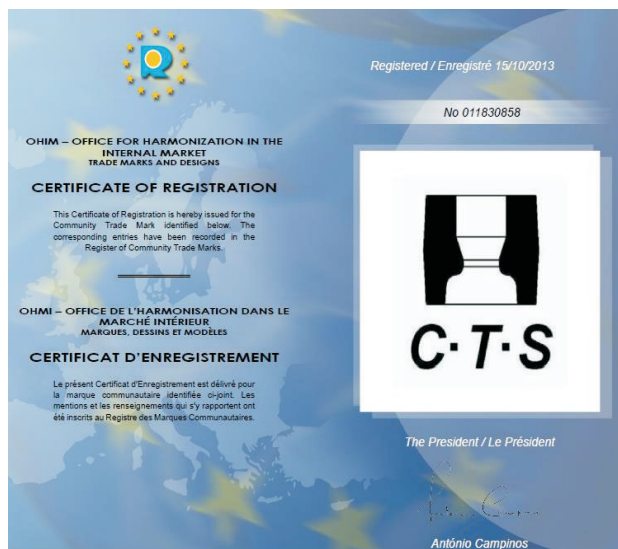 OHIM – OFFICE FOR HARMONIZATION IN THE
INTERNAL MARKET
TRADE MARKS AND DESIGNS
CERTIFICATE OF REGISTRATION
This Certificate of Registration is hereby issued for the
Community Trade Mark identified below. The
corresponding entries have been recorded in the
Register of Community Trade Marks.
OHMI – OFFICE DE L'HARMONISATION DANS LE
MARCHÉ INTÉRIEUR
MARQUES, DESSINS ET MODÈLES
CERTIFICAT D'ENREGISTREMENT
Le présent Certificat d'Enregistrement est délivré pour
la marque communautaire identifiée ci-joint. Les
mentions et les renseignements qui s'y rapportent ont
été inscrits au Registre des Marques Communautaires.
Registered / Enregistré 15/10/2013
No 011830858
C·T·S
The President / Le Président
António Campinos